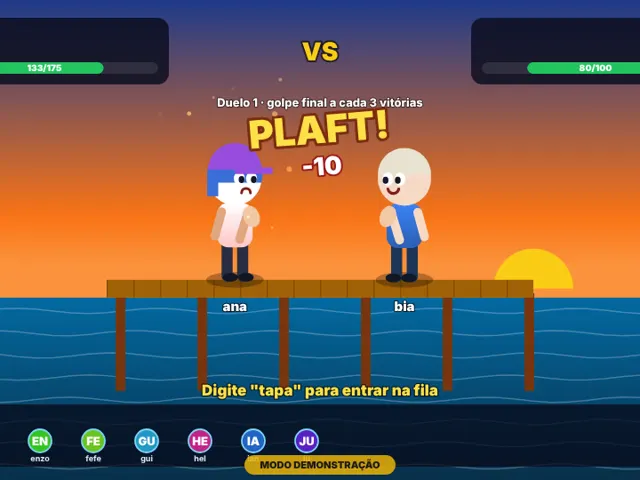 VS
133/175
80/100
Duelo 1 · golpe final a cada 3 vitórias
PLAFT!
-10
ana
bia
Digite "tapa" para entrar na fila
EN
FE
GU
HE
IA
JU
enzo
fefe
gui
hel
MODO DEMONSTRAÇÃO